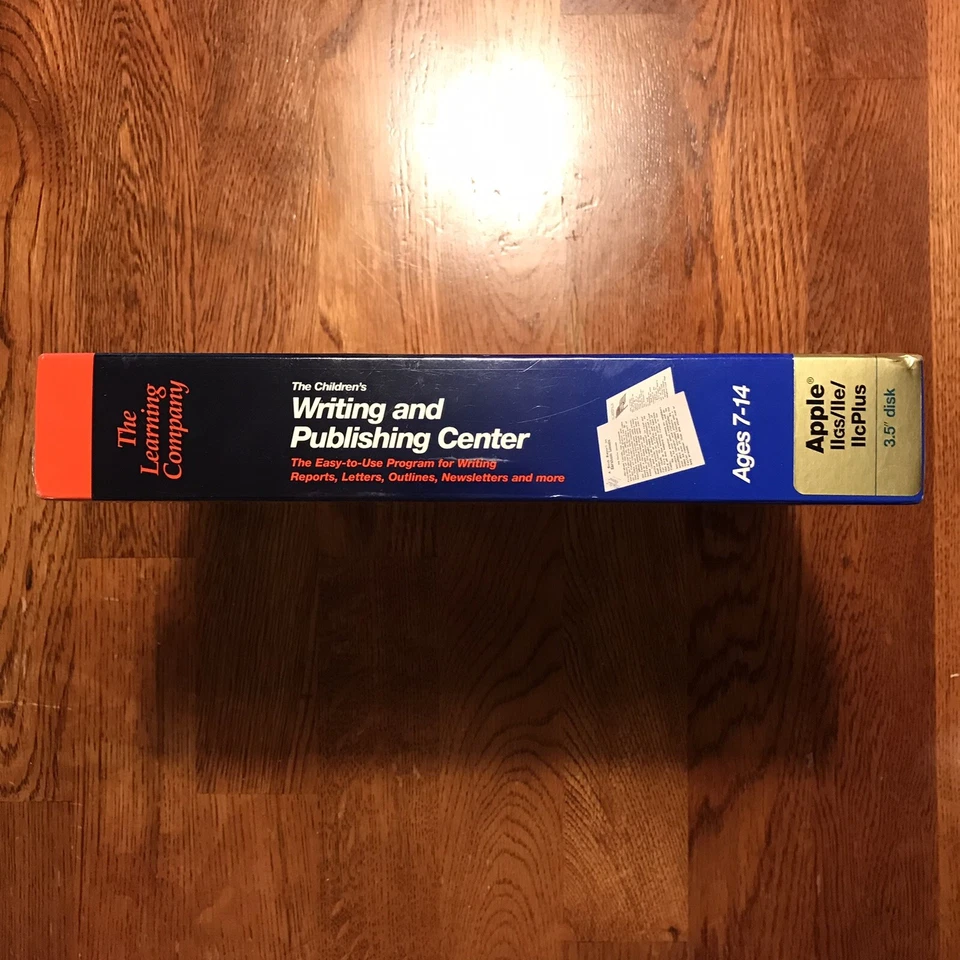 The
Learning
Company
The Children's
Writing and
Publishing Center
The Easy-to-Use Program for Writing
Reports, Letters, Outlines, Newsletters and more
Ages 7-14
Apple®
IIGS/IIe/
IIcPlus
3.5" disk